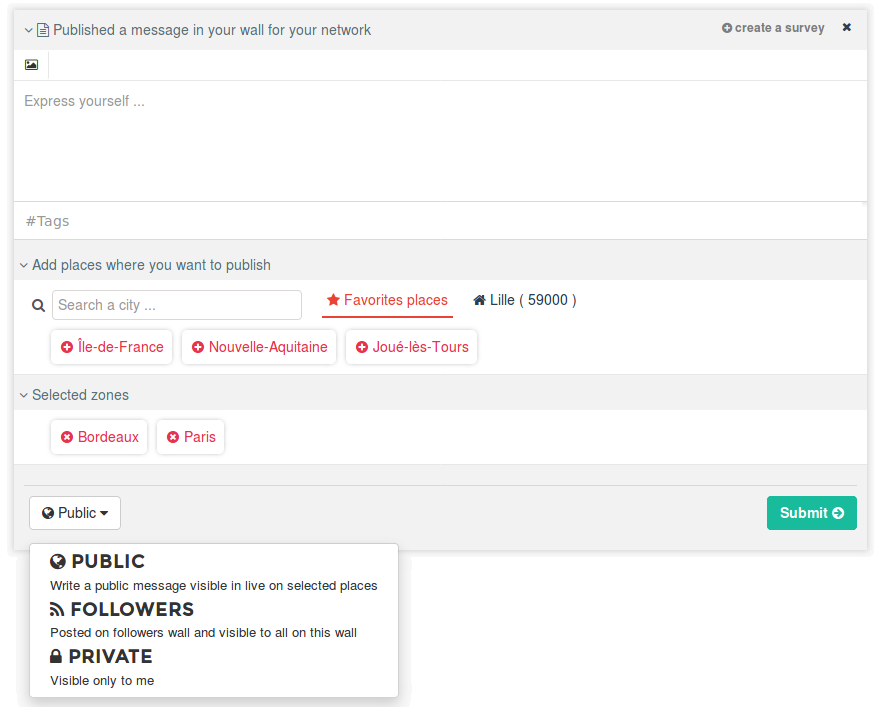 Published a message in your wall for your network
create a survey
Express yourself ...
#Tags
Add places where you want to publish
Search a city ...
Favorites places
Lille ( 59000 )
Île-de-France
Nouvelle-Aquitaine
Joué-lès-Tours
Selected zones
Bordeaux
Paris
Public
Submit
PUBLIC
Write a public message visible in live on selected places
FOLLOWERS
Posted on followers wall and visible to all on this wall
PRIVATE
Visible only to me